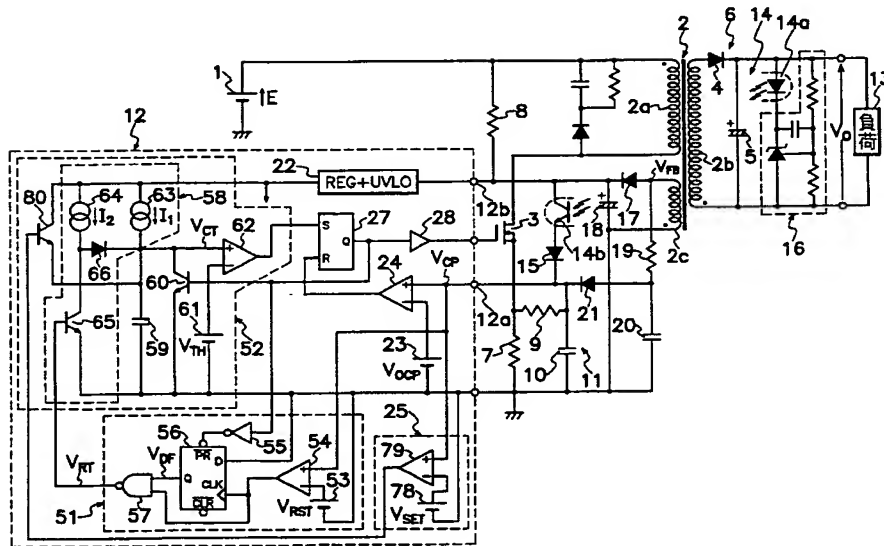 2 6 14 14a
1 ↑E 8 2a 4 5 2b V_O 13 負荷
16
12
22 REG+UVLO 12b 3 18 17 V_FB 2c
80 64 ↓I₂ 63 ↓I₁ 58
V_CT 62 27 S Q R 28
66 60 24 V_CP 15 14b 19
61 V_TH 65 59 52
12a 21 20
23 V_OCP 7 9 10 11
25
56 55 54 79
PR D Q CLK CLR
V_RT V_DF 53 V_RST 78 V_SET
51 57